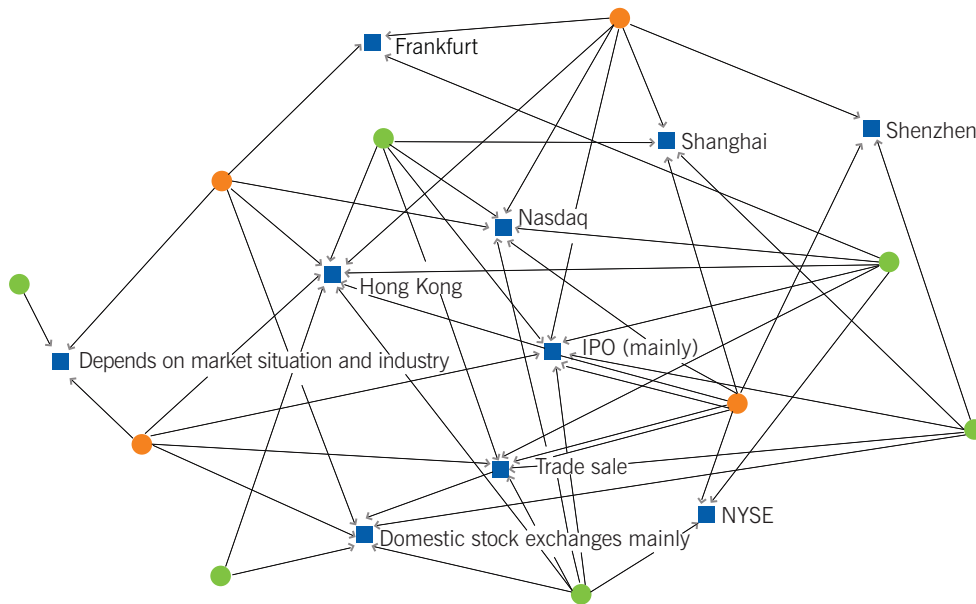 Frankfurt
Shanghai
Shenzhen
Nasdaq
Hong Kong
IPO (mainly)
Depends on market situation and industry
Trade sale
NYSE
Domestic stock exchanges mainly